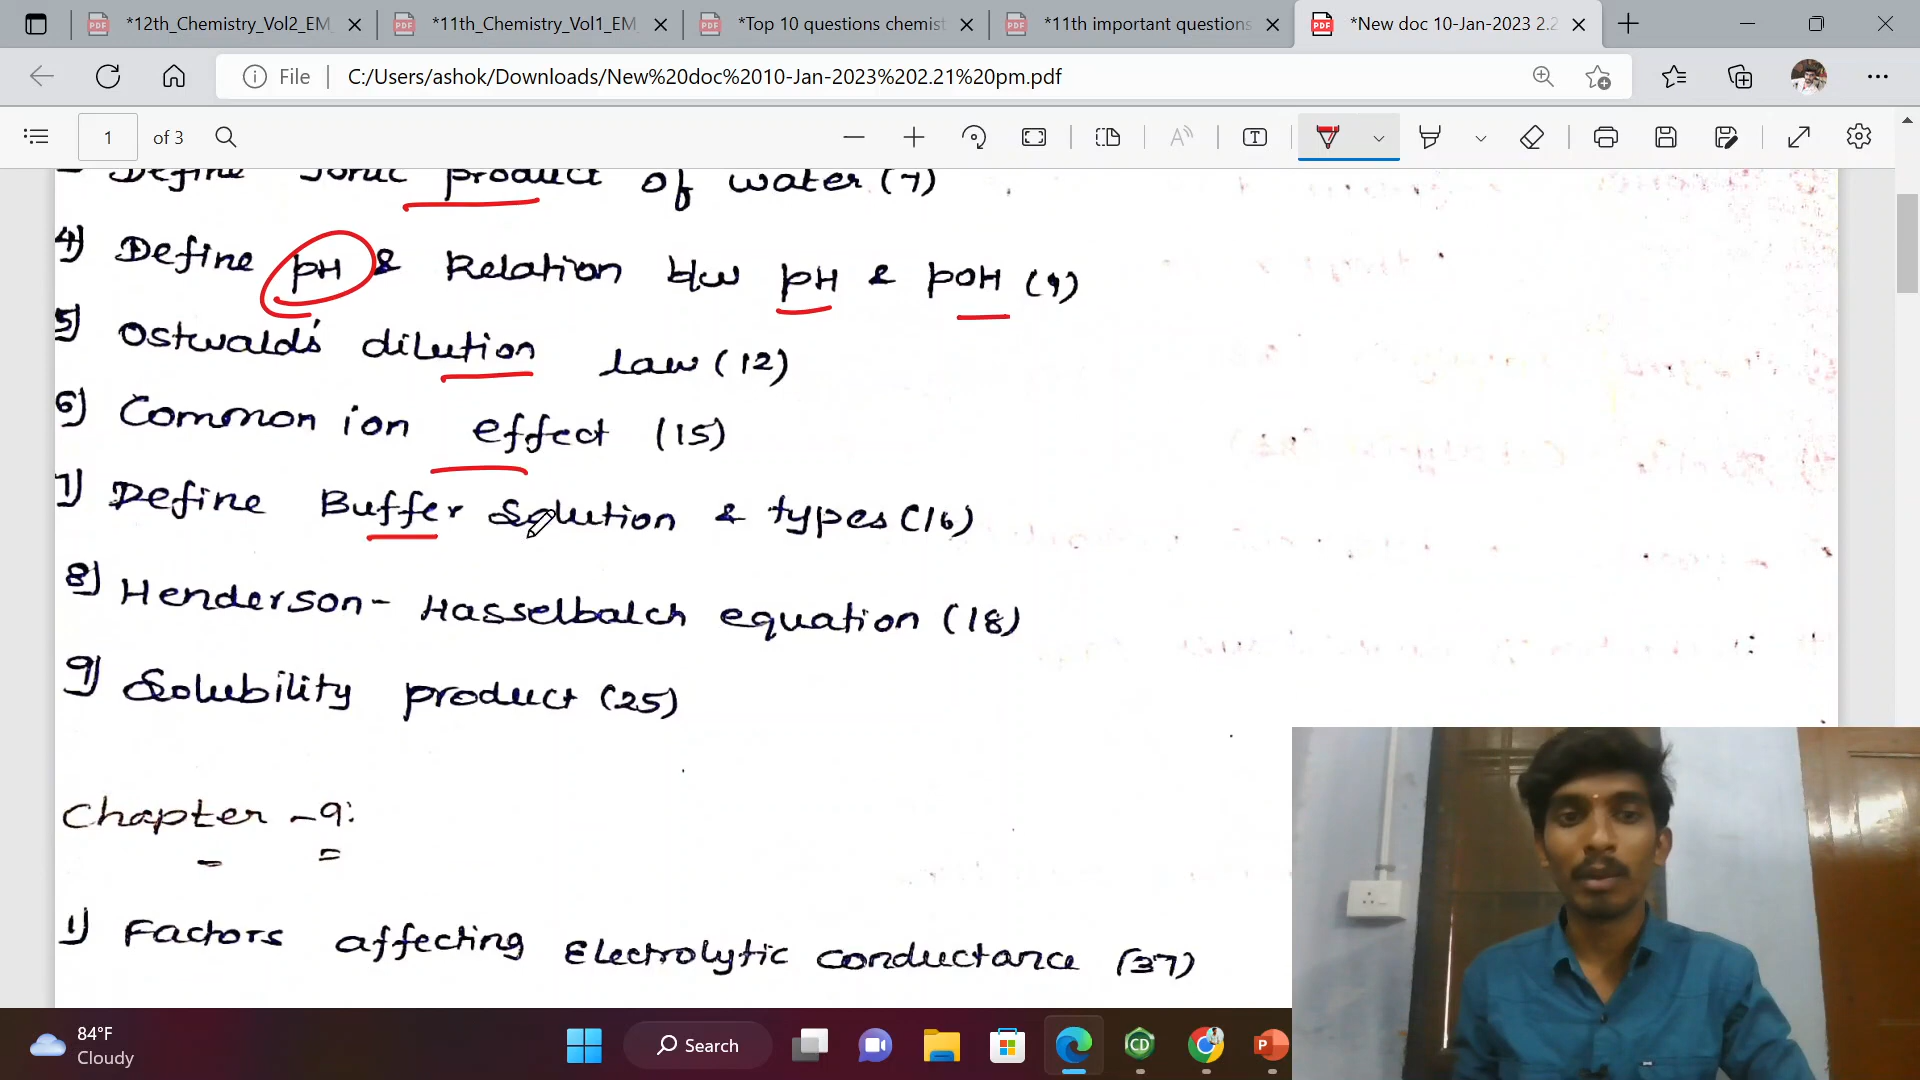 *12th_Chemistry_Vol2_EM
*11th_Chemistry_Vol1_EM
*Top 10 questions chemist
*11th important questions
*New doc 10-Jan-2023 2.2
File
C:/Users/ashok/Downloads/New%20doc%2010-Jan-2023%202.21%20pm.pdf
1 of 3
Define Ionic product of water (7)
4) Define pH & Relation b/w pH & pOH (9)
5) Ostwald's dilution law (12)
6) Common ion effect (15)
7) Define Buffer Solution & types (16)
8) Henderson - Hasselbalch equation (18)
9) Solubility product (25)
Chapter - 9:
1) Factors affecting Electrolytic conductance (37)
84°F
Cloudy
Search